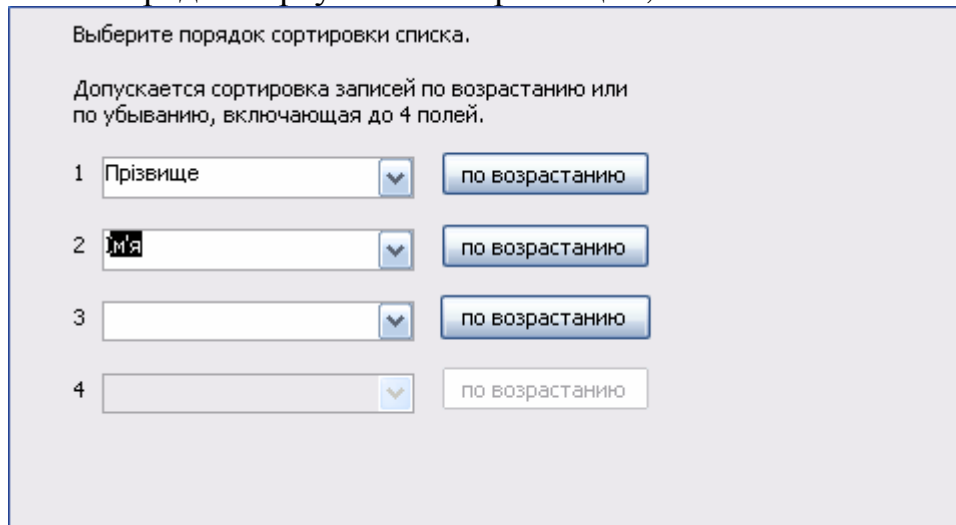 Выберите порядок сортировки списка.
Допускается сортировка записей по возрастанию или
по убыванию, включающая до 4 полей.
1 Прізвище по возрастанию
2 Ім'я по возрастанию
3 по возрастанию
4 по возрастанию